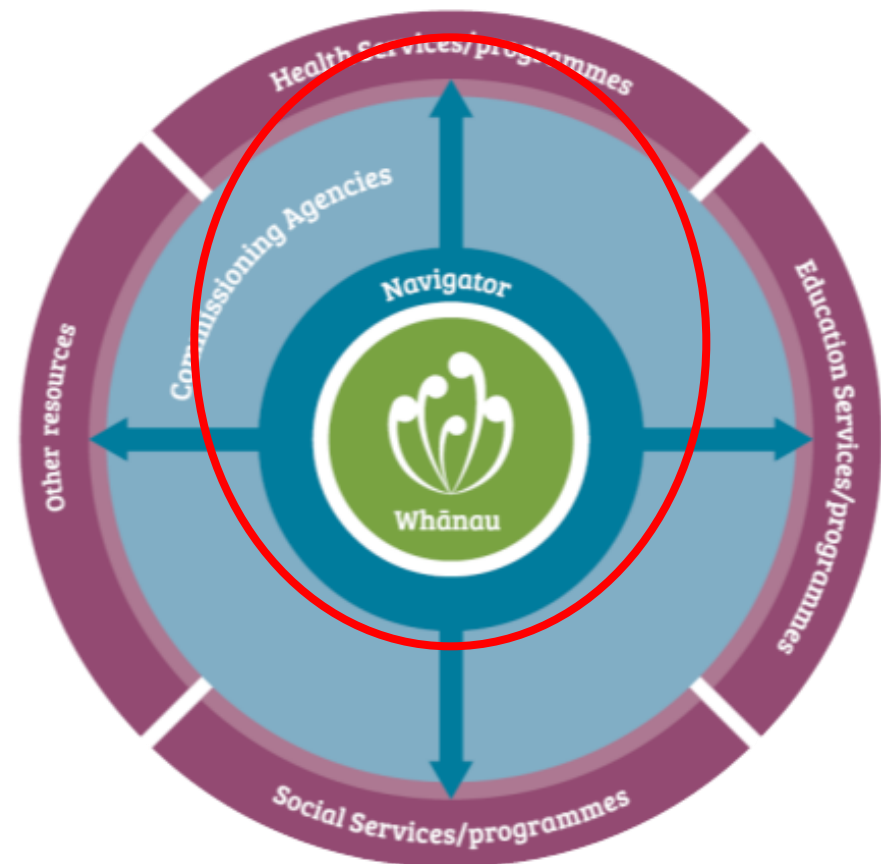 Health Services/programmes
Commissioning Agencies
Navigator
Education Services/programmes
Other resources
Whānau
Social Services/programmes